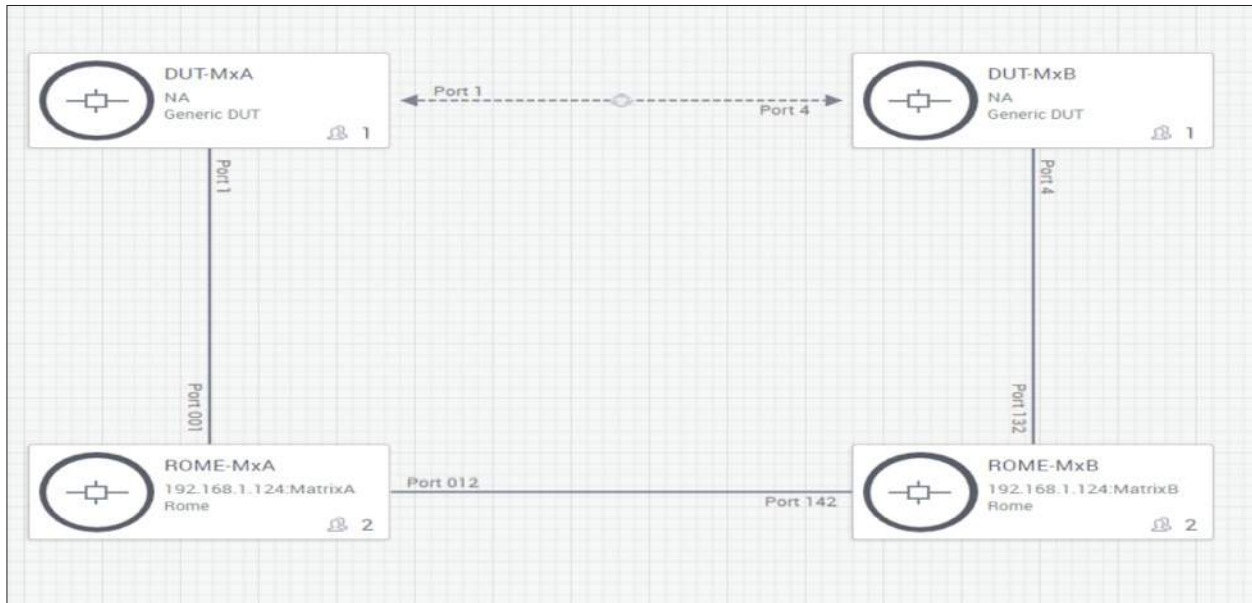 DUT-MxA
NA
Generic DUT
1
Port 1
Port 4
DUT-MxB
NA
Generic DUT
1
Port 1
Port 4
Port 001
Port 132
ROME-MxA
192.168.1.124:MatrixA
Rome
2
Port 012
Port 142
ROME-MxB
192.168.1.124:MatrixB
Rome
2